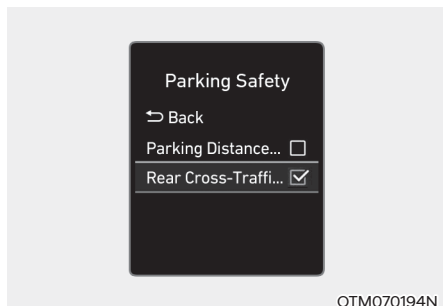 Parking Safety
Back
Parking Distance...
Rear Cross-Traffi...
OTM070194N